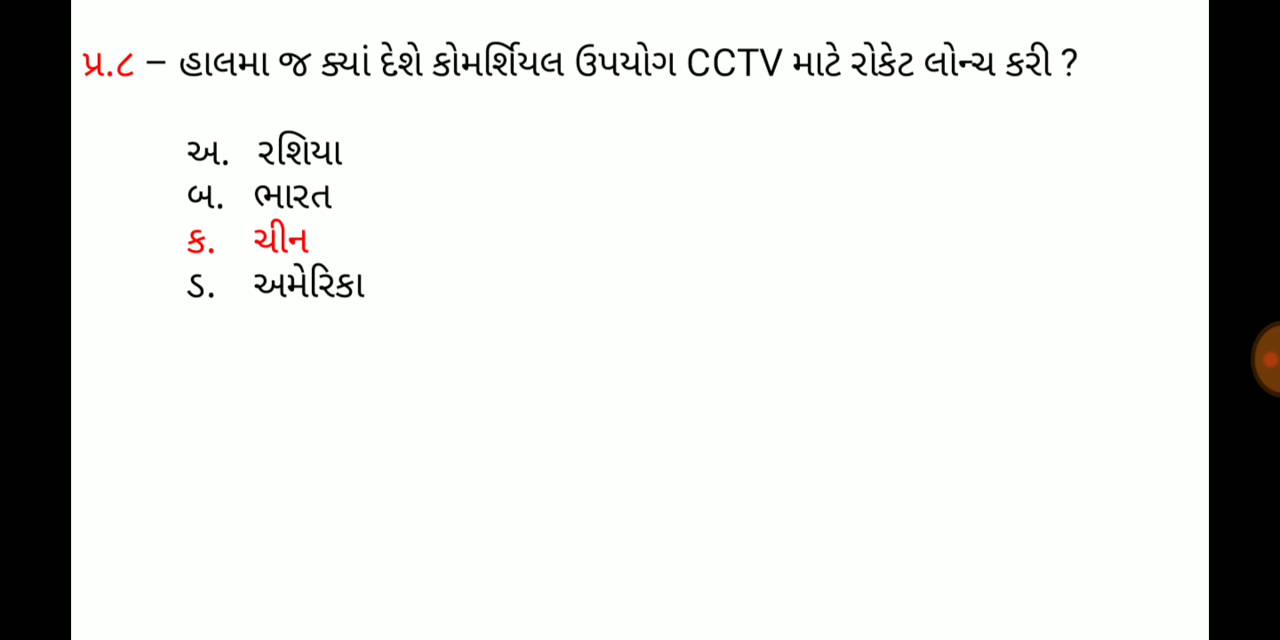 પ્ર.૮ – હાલમા જ ક્યાં દેશે કોમર્શિયલ ઉપયોગ CCTV માટે રોકેટ લોન્ચ કરી ?
અ. રશિયા
બ. ભારત
ક. ચીન
ડ. અમેરિકા